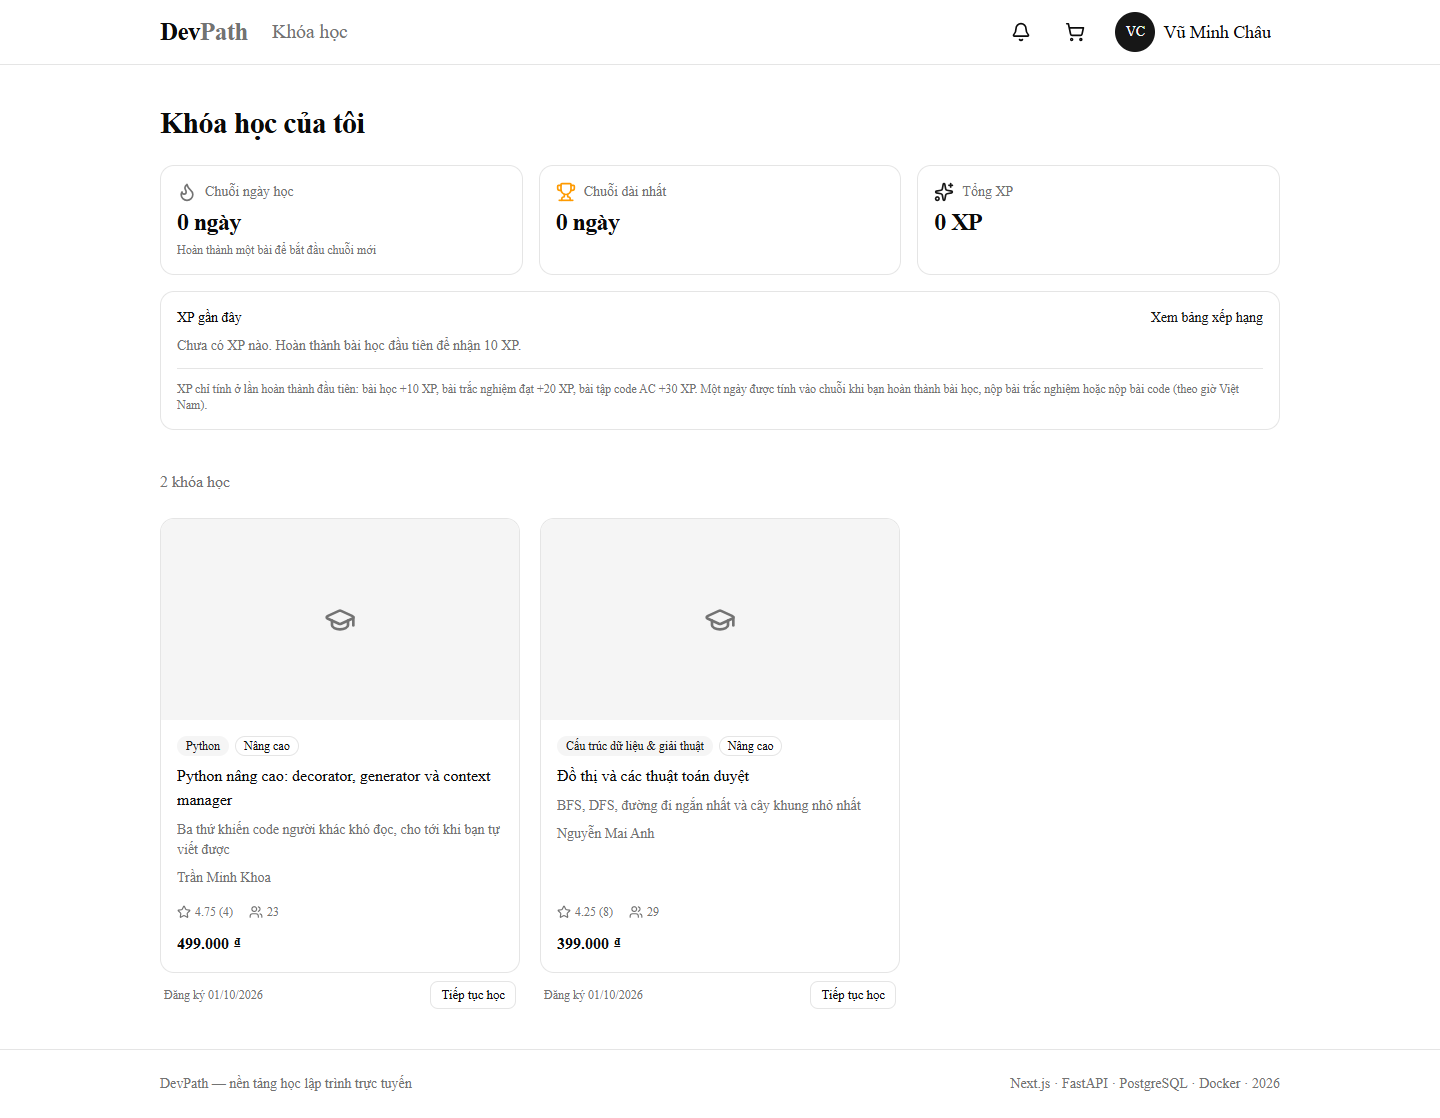 DevPath Khóa học VC Vũ Minh Châu
Khóa học của tôi
Chuỗi ngày học
0 ngày
Hoàn thành một bài để bắt đầu chuỗi mới
Chuỗi dài nhất
0 ngày
Tổng XP
0 XP
XP gần đây
Xem bảng xếp hạng
Chưa có XP nào. Hoàn thành bài học đầu tiên để nhận 10 XP.
XP chỉ tính ở lần hoàn thành đầu tiên: bài học +10 XP, bài trắc nghiệm đạt +20 XP, bài tập code AC +30 XP. Một ngày được tính vào chuỗi khi bạn hoàn thành bài học, nộp bài trắc nghiệm hoặc nộp bài code (theo giờ Việt
Nam).
2 khóa học
Python Nâng cao
Python nâng cao: decorator, generator và context
manager
Ba thứ khiến code người khác khó đọc, cho tới khi bạn tự
viết được
Trần Minh Khoa
4.75 (4) 23
499.000 ₫
Đăng ký 01/10/2026
Tiếp tục học
Cấu trúc dữ liệu & giải thuật Nâng cao
Đồ thị và các thuật toán duyệt
BFS, DFS, đường đi ngắn nhất và cây khung nhỏ nhất
Nguyễn Mai Anh
4.25 (8) 29
399.000 ₫
Đăng ký 01/10/2026
Tiếp tục học
DevPath — nền tảng học lập trình trực tuyến
Next.js · FastAPI · PostgreSQL · Docker · 2026